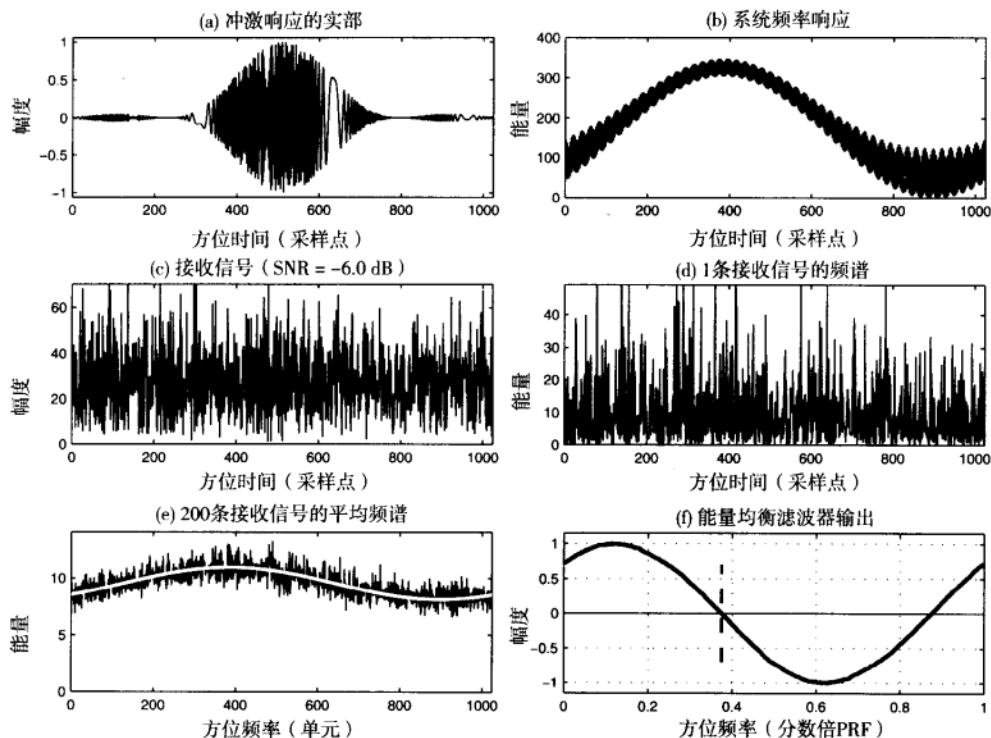 (a) 冲激响应的实部
1
0.5
0
-0.5
-1
幅度
0 200 400 600 800 1000
方位时间（采样点）
(b) 系统频率响应
400
300
200
100
0
能量
0 200 400 600 800 1000
方位时间（采样点）
(c) 接收信号（SNR = -6.0 dB）
60
40
20
0
幅度
0 200 400 600 800 1000
方位时间（采样点）
(d) 1条接收信号的频谱
40
30
20
10
0
能量
0 200 400 600 800 1000
方位时间（采样点）
(e) 200条接收信号的平均频谱
10
5
0
能量
0 200 400 600 800 1000
方位频率（单元）
(f) 能量均衡滤波器输出
1
0.5
0
-0.5
-1
幅度
0 0.2 0.4 0.6 0.8 1
方位频率（分数倍PRF）